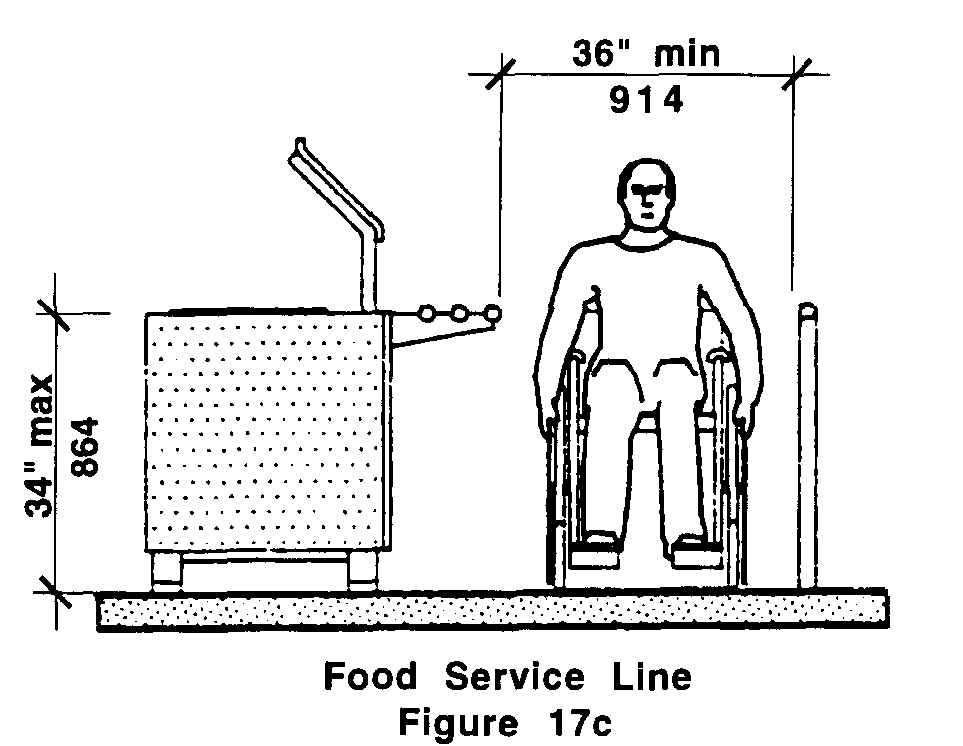 36" min
914
34" max
864
Food Service Line
Figure 17c